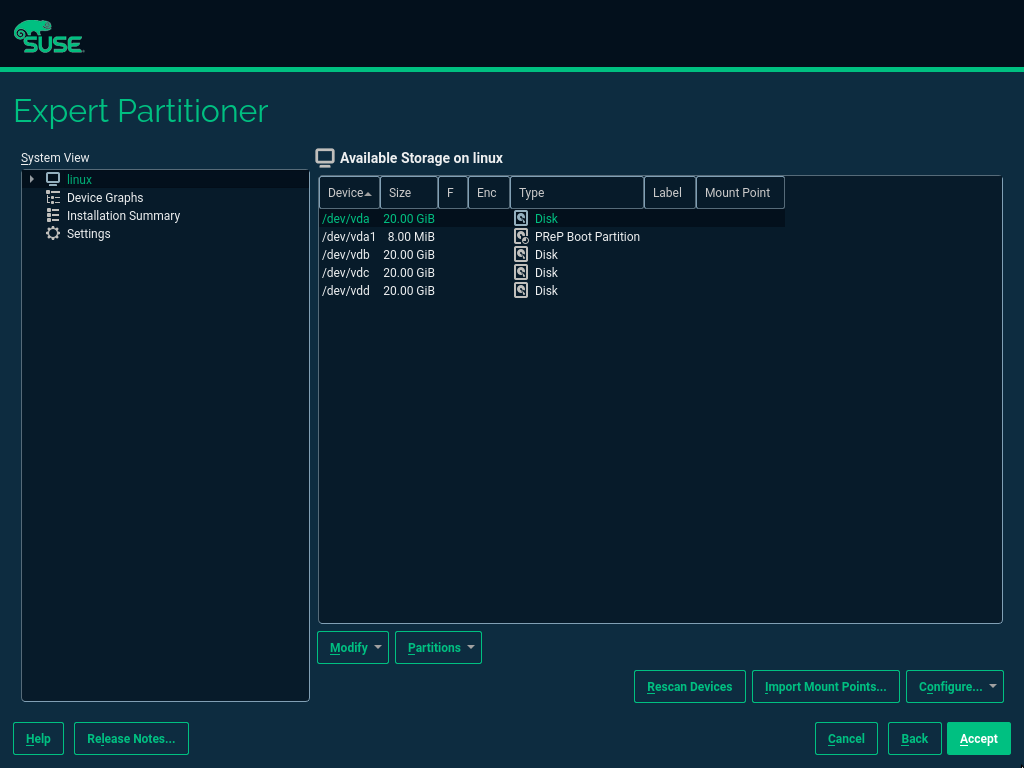 SUSE
Expert Partitioner
System View
linux
Device Graphs
Installation Summary
Settings
Available Storage on linux
Device Size F Enc Type Label Mount Point
/dev/vda 20.00 GiB Disk
/dev/vda1 8.00 MiB PReP Boot Partition
/dev/vdb 20.00 GiB Disk
/dev/vdc 20.00 GiB Disk
/dev/vdd 20.00 GiB Disk
Modify Partitions
Rescan Devices Import Mount Points... Configure...
Help Release Notes... Cancel Back Accept